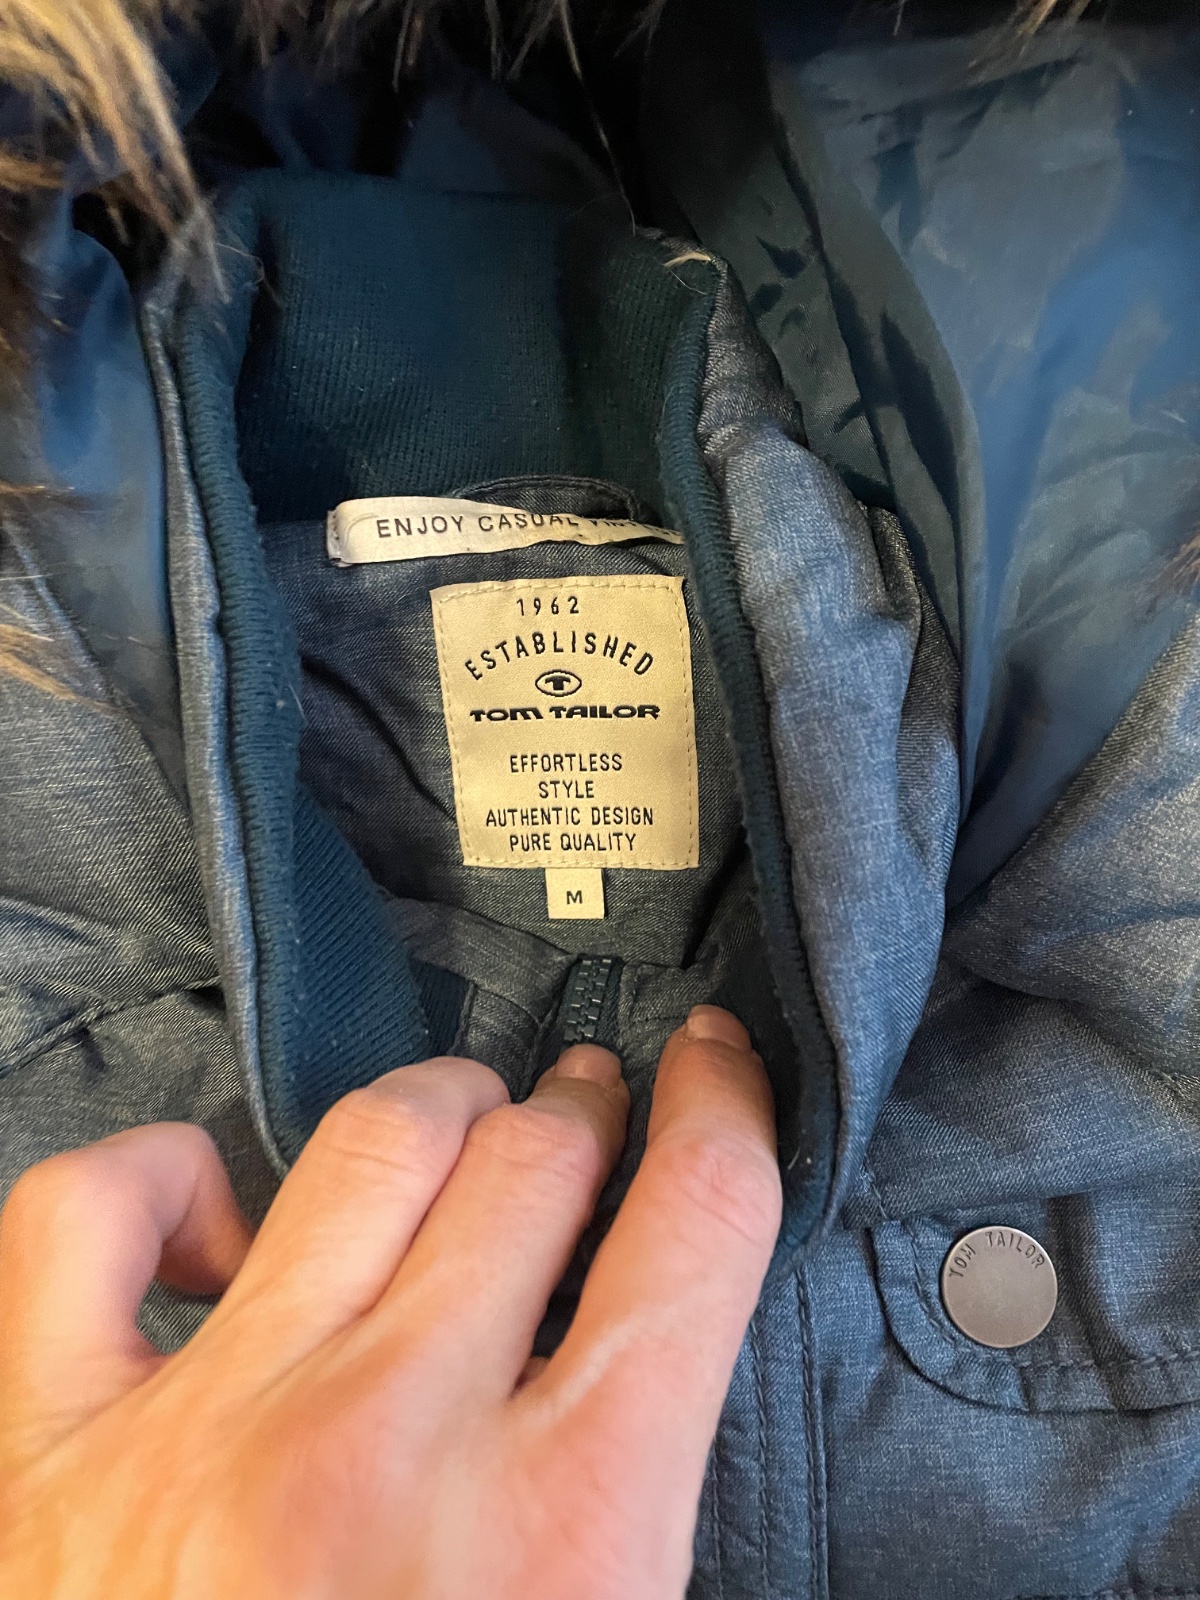 ENJOY CASUAL
1962
ESTABLISHED
TOM TAILOR
EFFORTLESS
STYLE
AUTHENTIC DESIGN
PURE QUALITY
M
TOM TAILOR